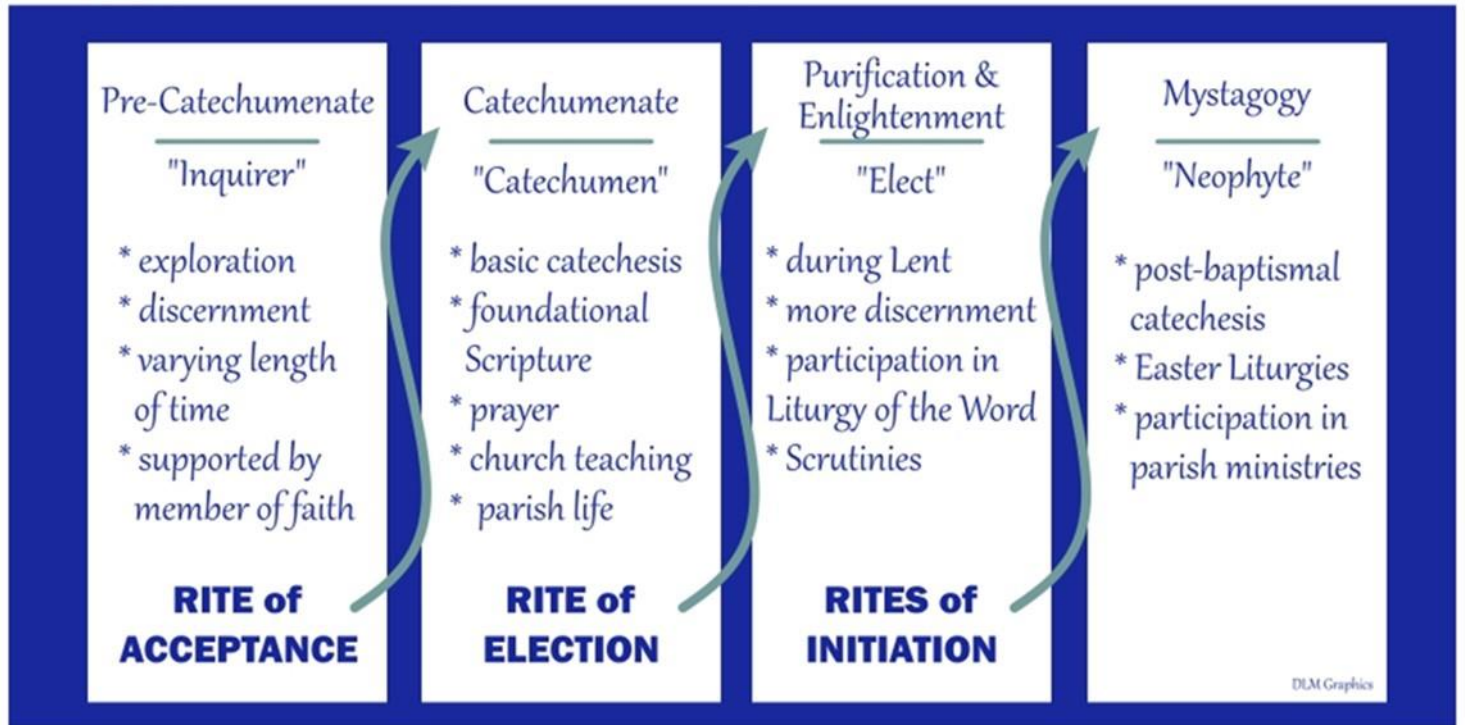 Pre-Catechumenate
"Inquirer"
* exploration
* discernment
* varying length
of time
* supported by
member of faith
RITE of
ACCEPTANCE
Catechumenate
"Catechumen"
* basic catechesis
* foundational
Scripture
* prayer
* church teaching
* parish life
RITE of
ELECTION
Purification &
Enlightenment
"Elect"
* during Lent
* more discernment
* participation in
Liturgy of the Word
* Scrutinies
RITES of
INITIATION
Mystagogy
"Neophyte"
* post-baptismal
catechesis
* Easter Liturgies
* participation in
parish ministries
DLM Graphics